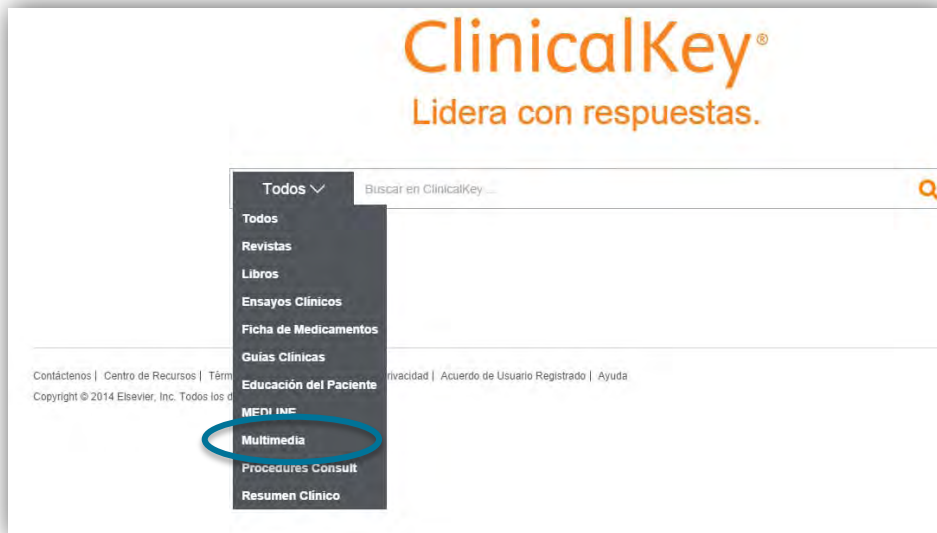 ClinicalKey®
Lidera con respuestas.
Todos
Buscar en ClinicalKey ...
Todos
Revistas
Libros
Ensayos Clínicos
Ficha de Medicamentos
Guías Clínicas
Educación del Paciente
MEDLINE
Multimedia
Procedures Consult
Resumen Clínico
Contáctenos | Centro de Recursos | | Acuerdo de Usuario Registrado | Ayuda
Copyright © 2014 Elsevier, Inc. Todos los